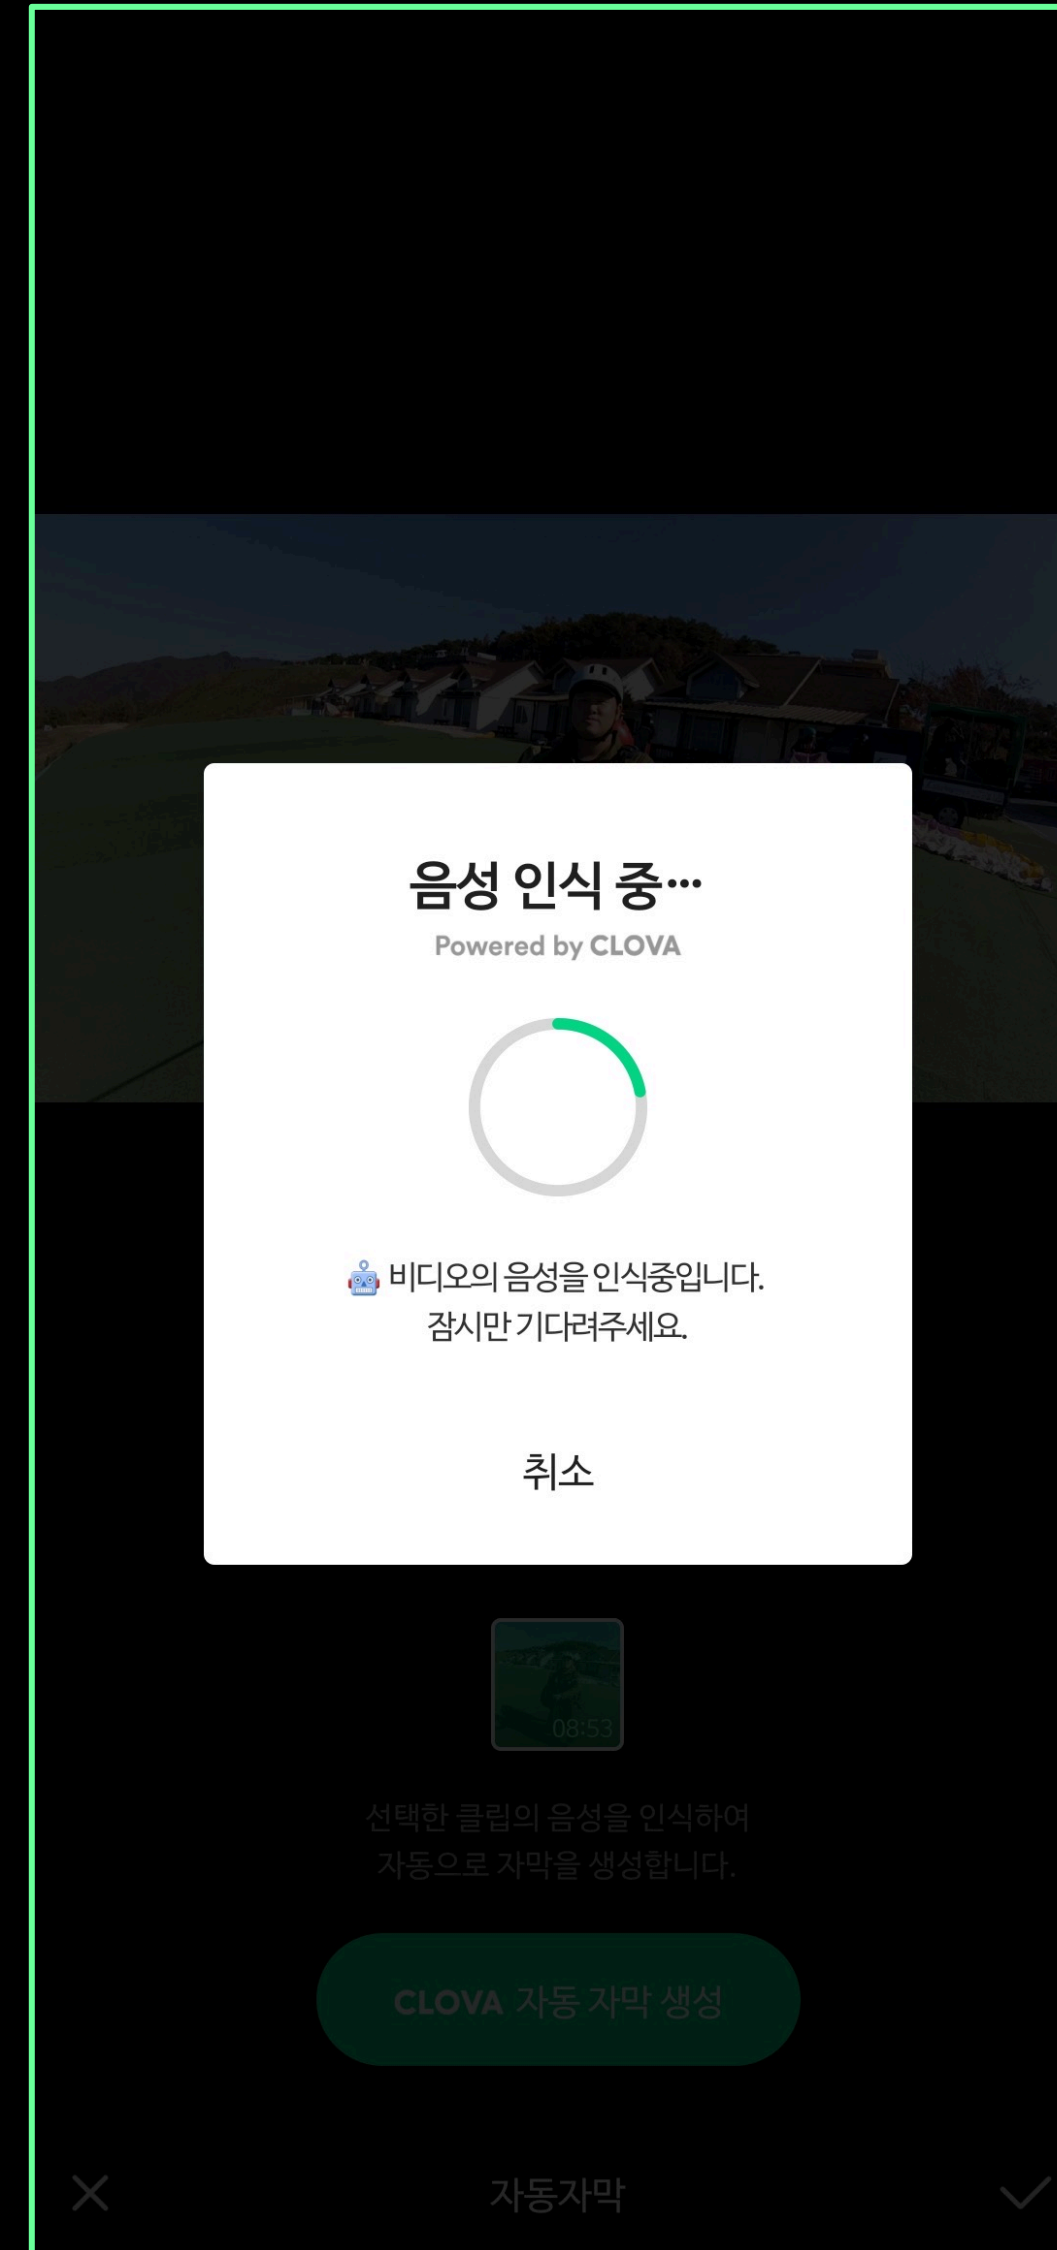 음성 인식 중···
Powered by CLOVA
비디오의 음성을 인식중입니다.
잠시만 기다려주세요.
취소
08:53
선택한 클립의 음성을 인식하여
자동으로 자막을 생성합니다.
CLOVA 자동 자막 생성
자동자막